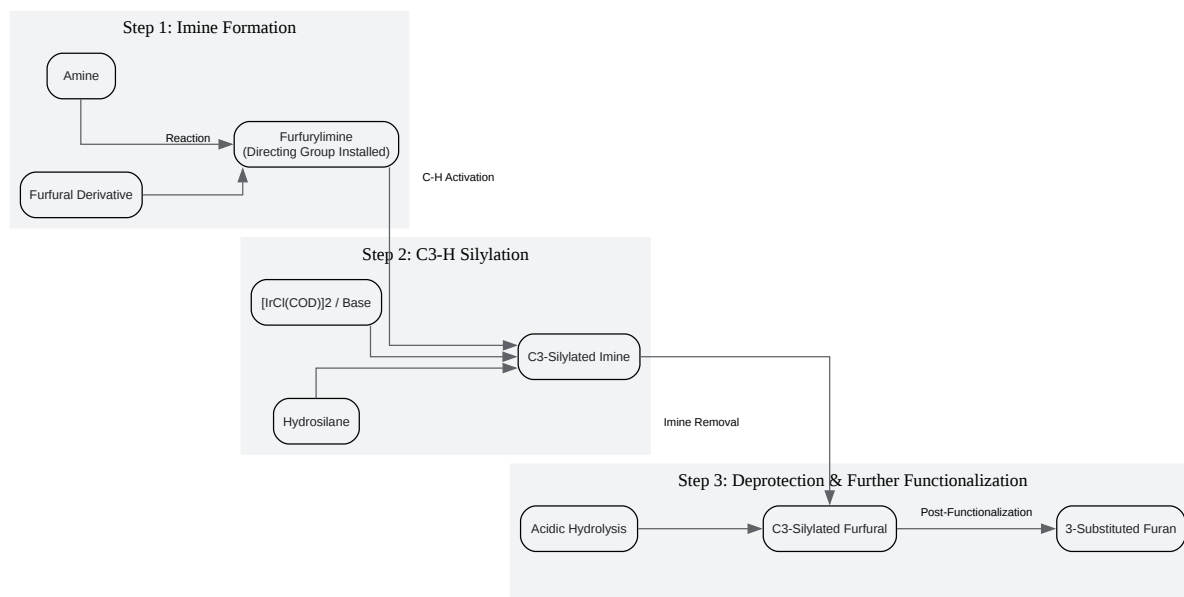 Step 1: Imine Formation
Amine
Reaction
Furfurylimine
(Directing Group Installed)
Furfural Derivative
C-H Activation
Step 2: C3-H Silylation
[IrCl(COD)]2 / Base
C3-Silylated Imine
Hydrosilane
Imine Removal
Step 3: Deprotection & Further Functionalization
Acidic Hydrolysis
C3-Silylated Furfural
Post-Functionalization
3-Substituted Furan